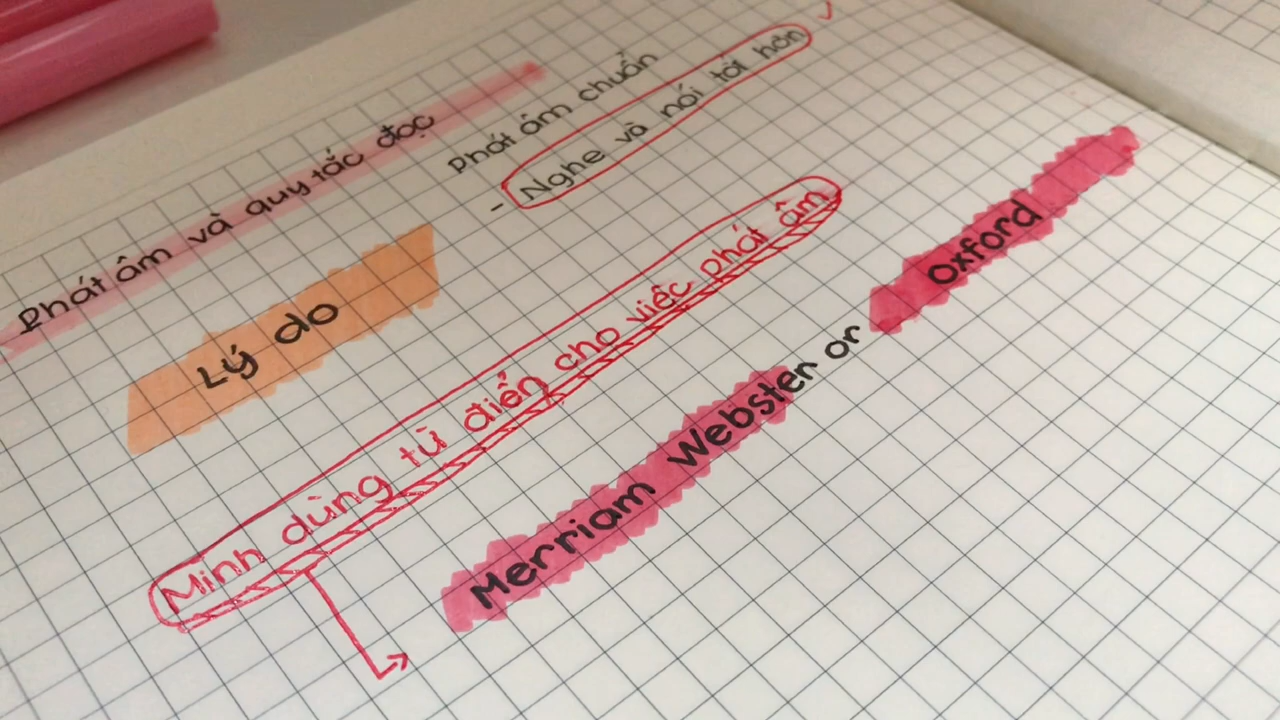 Phát âm và quy tắc đọc
Lý do
Phát âm chuẩn
- Nghe và nói tốt hơn
Mình dùng từ điển cho việc phát âm
Merriam Webster or Oxford